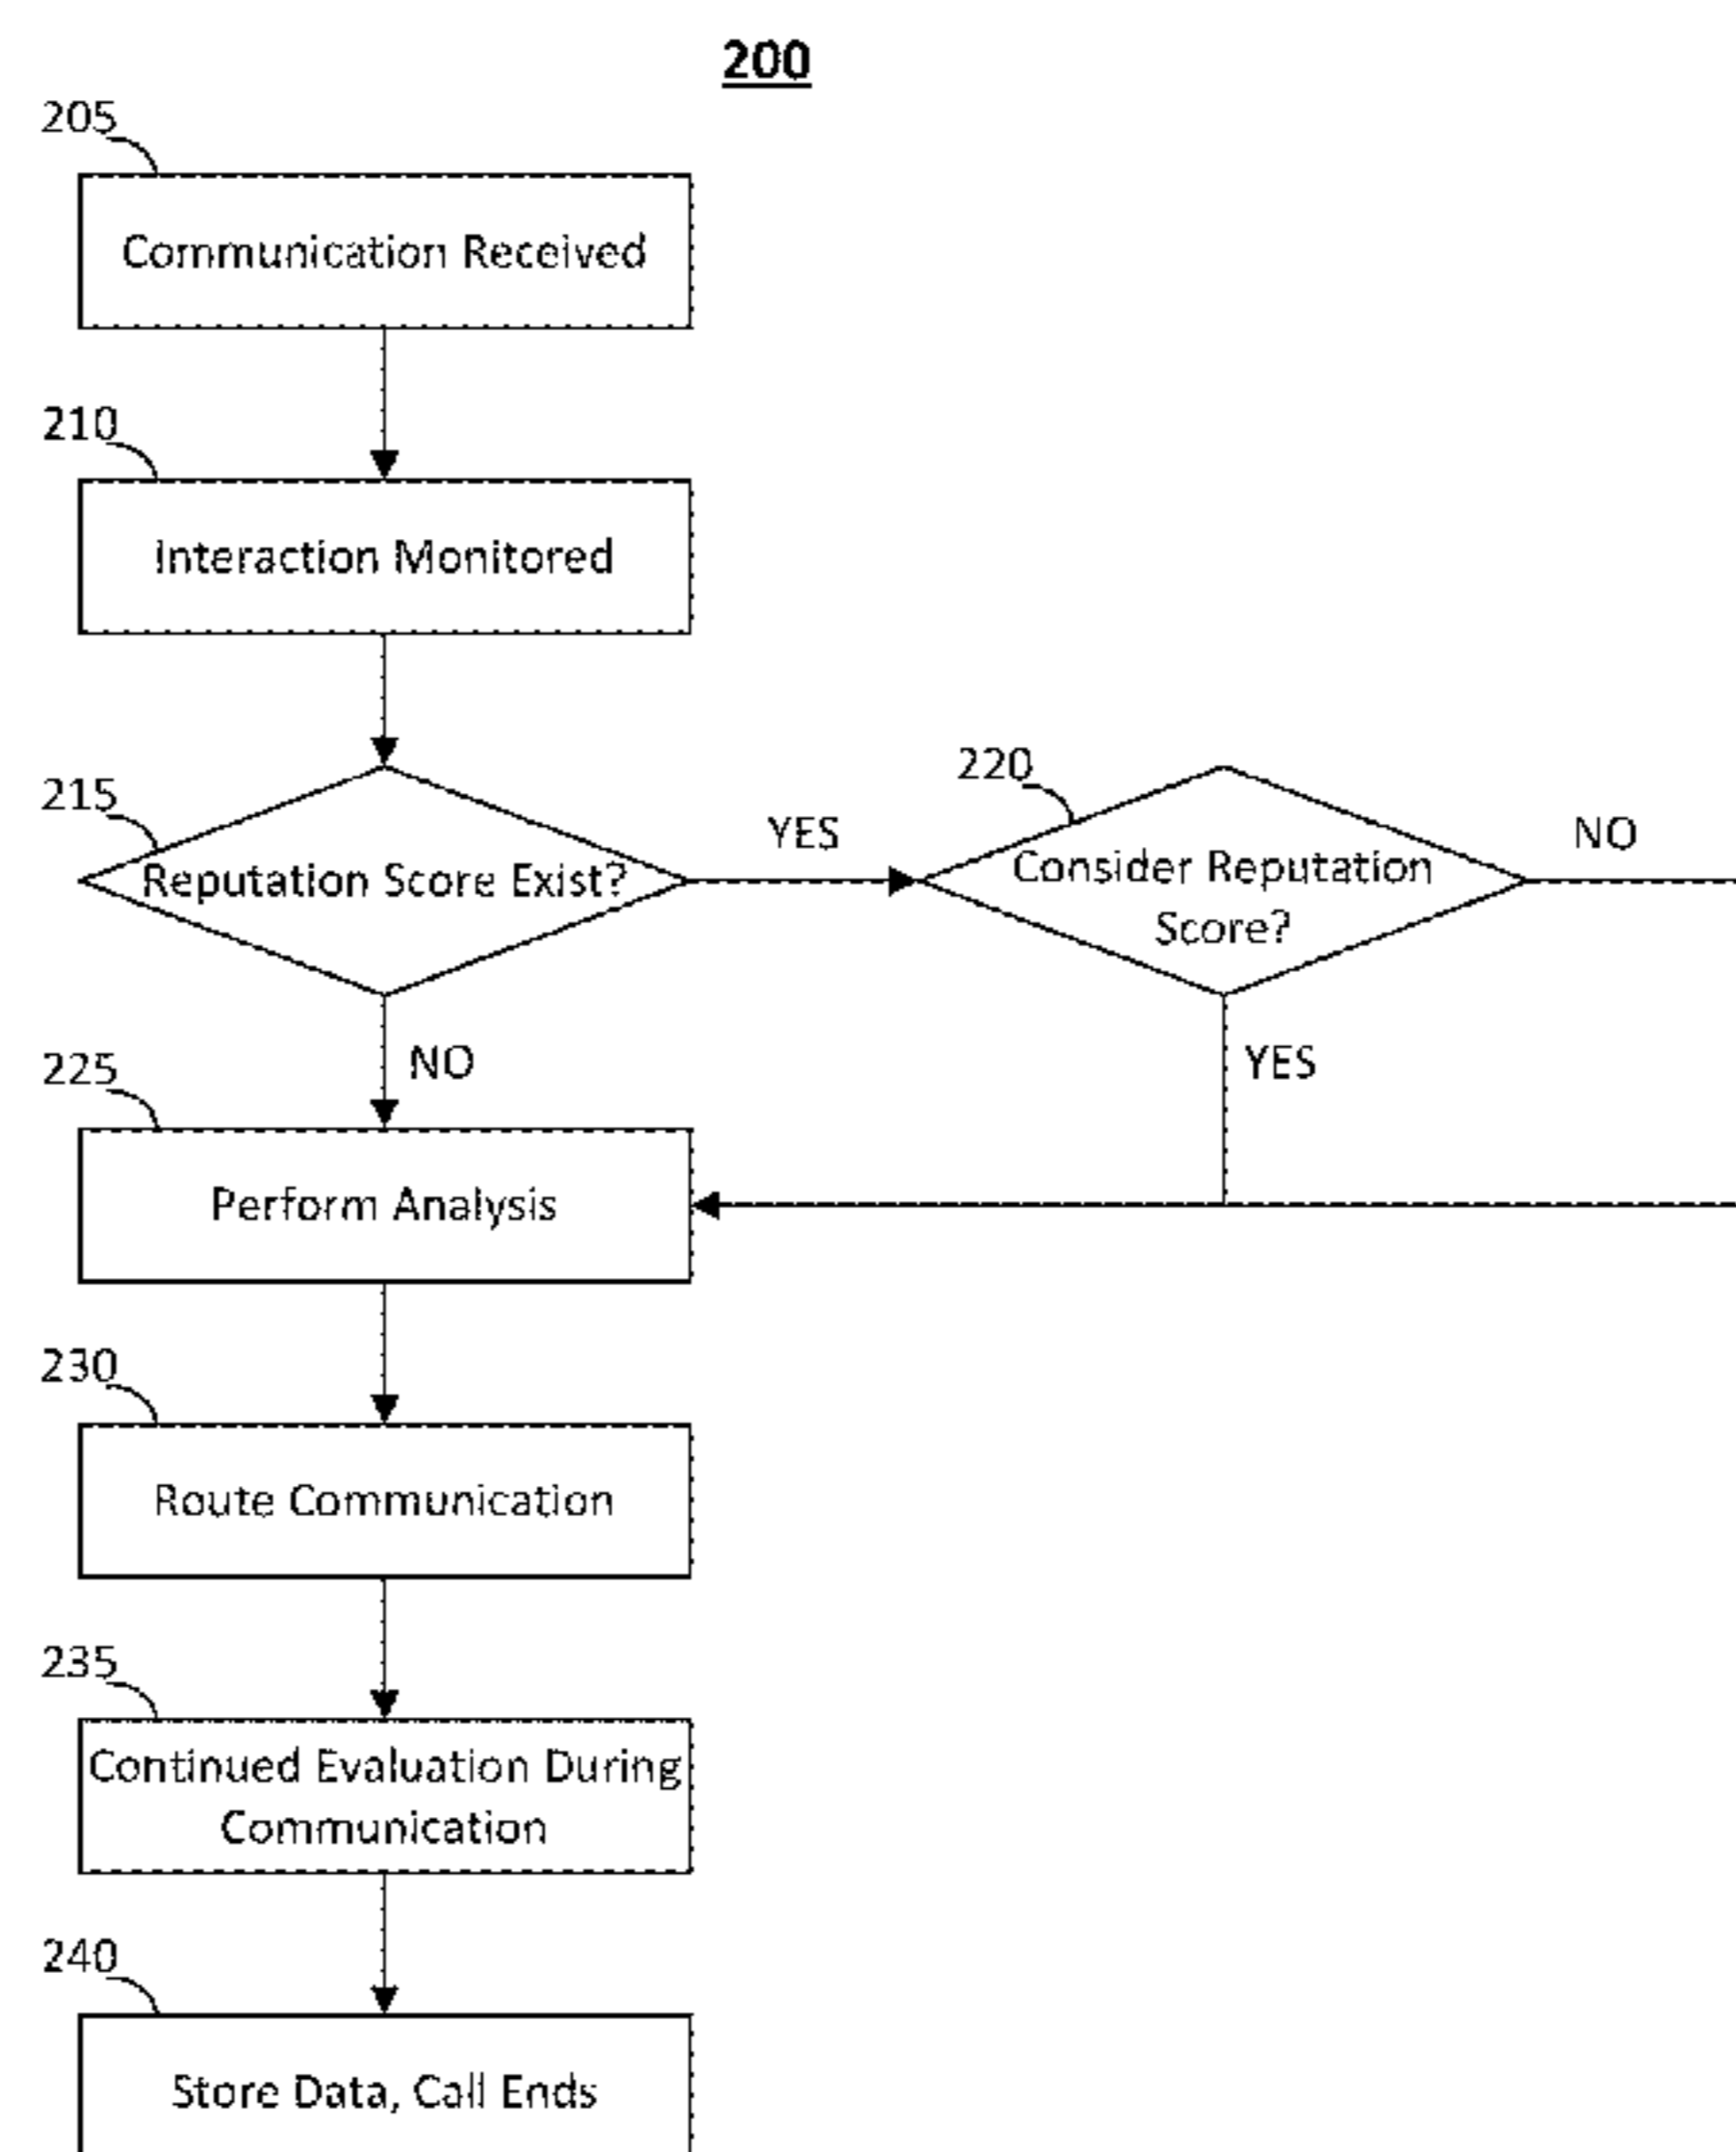 200
205
Communication Received
210
Interaction Monitored
215
Reputation Score Exist?
YES
220
Consider Reputation
Score?
NO
NO
YES
225
Perform Analysis
230
Route Communication
235
Continued Evaluation During
Communication
240
Store Data, Call Ends